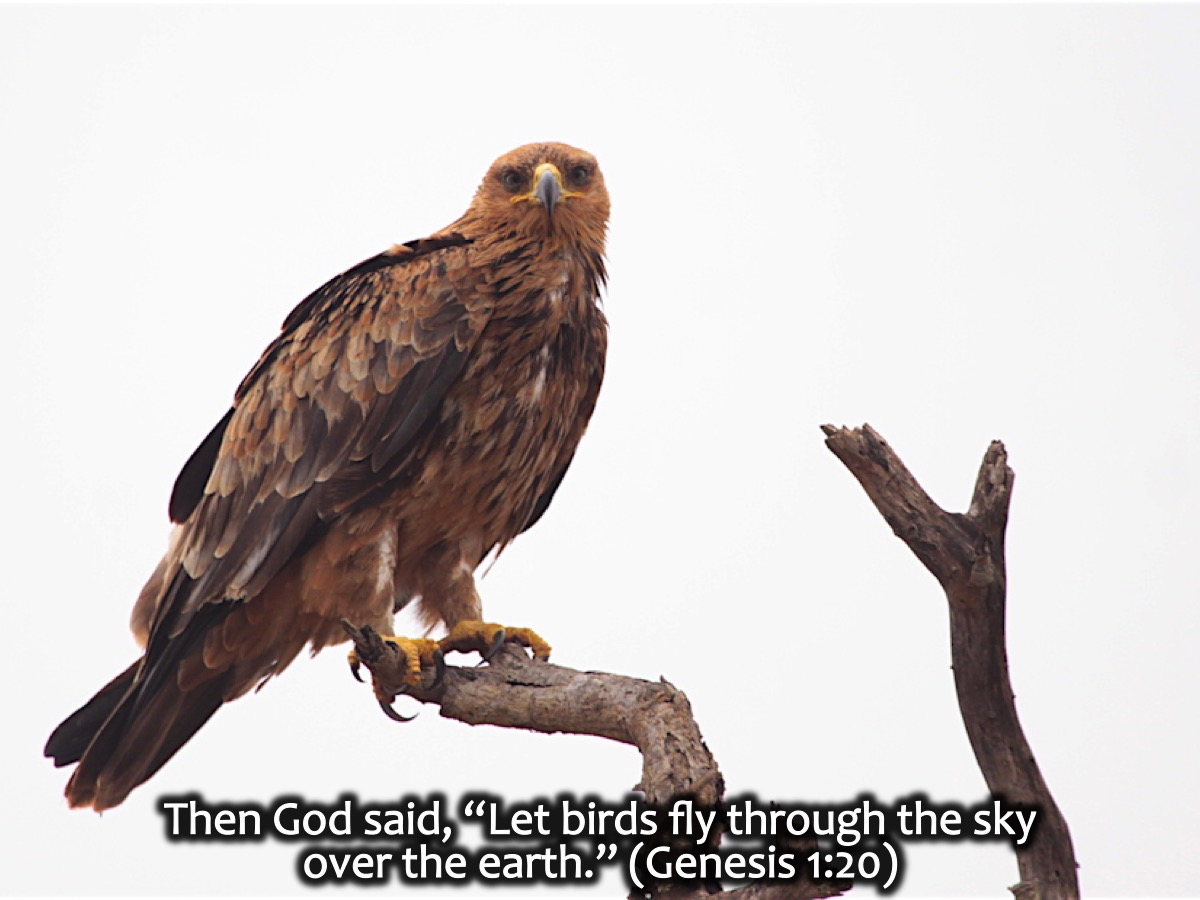 Then God said, “Let birds fly through the sky
over the earth.” (Genesis 1:20)